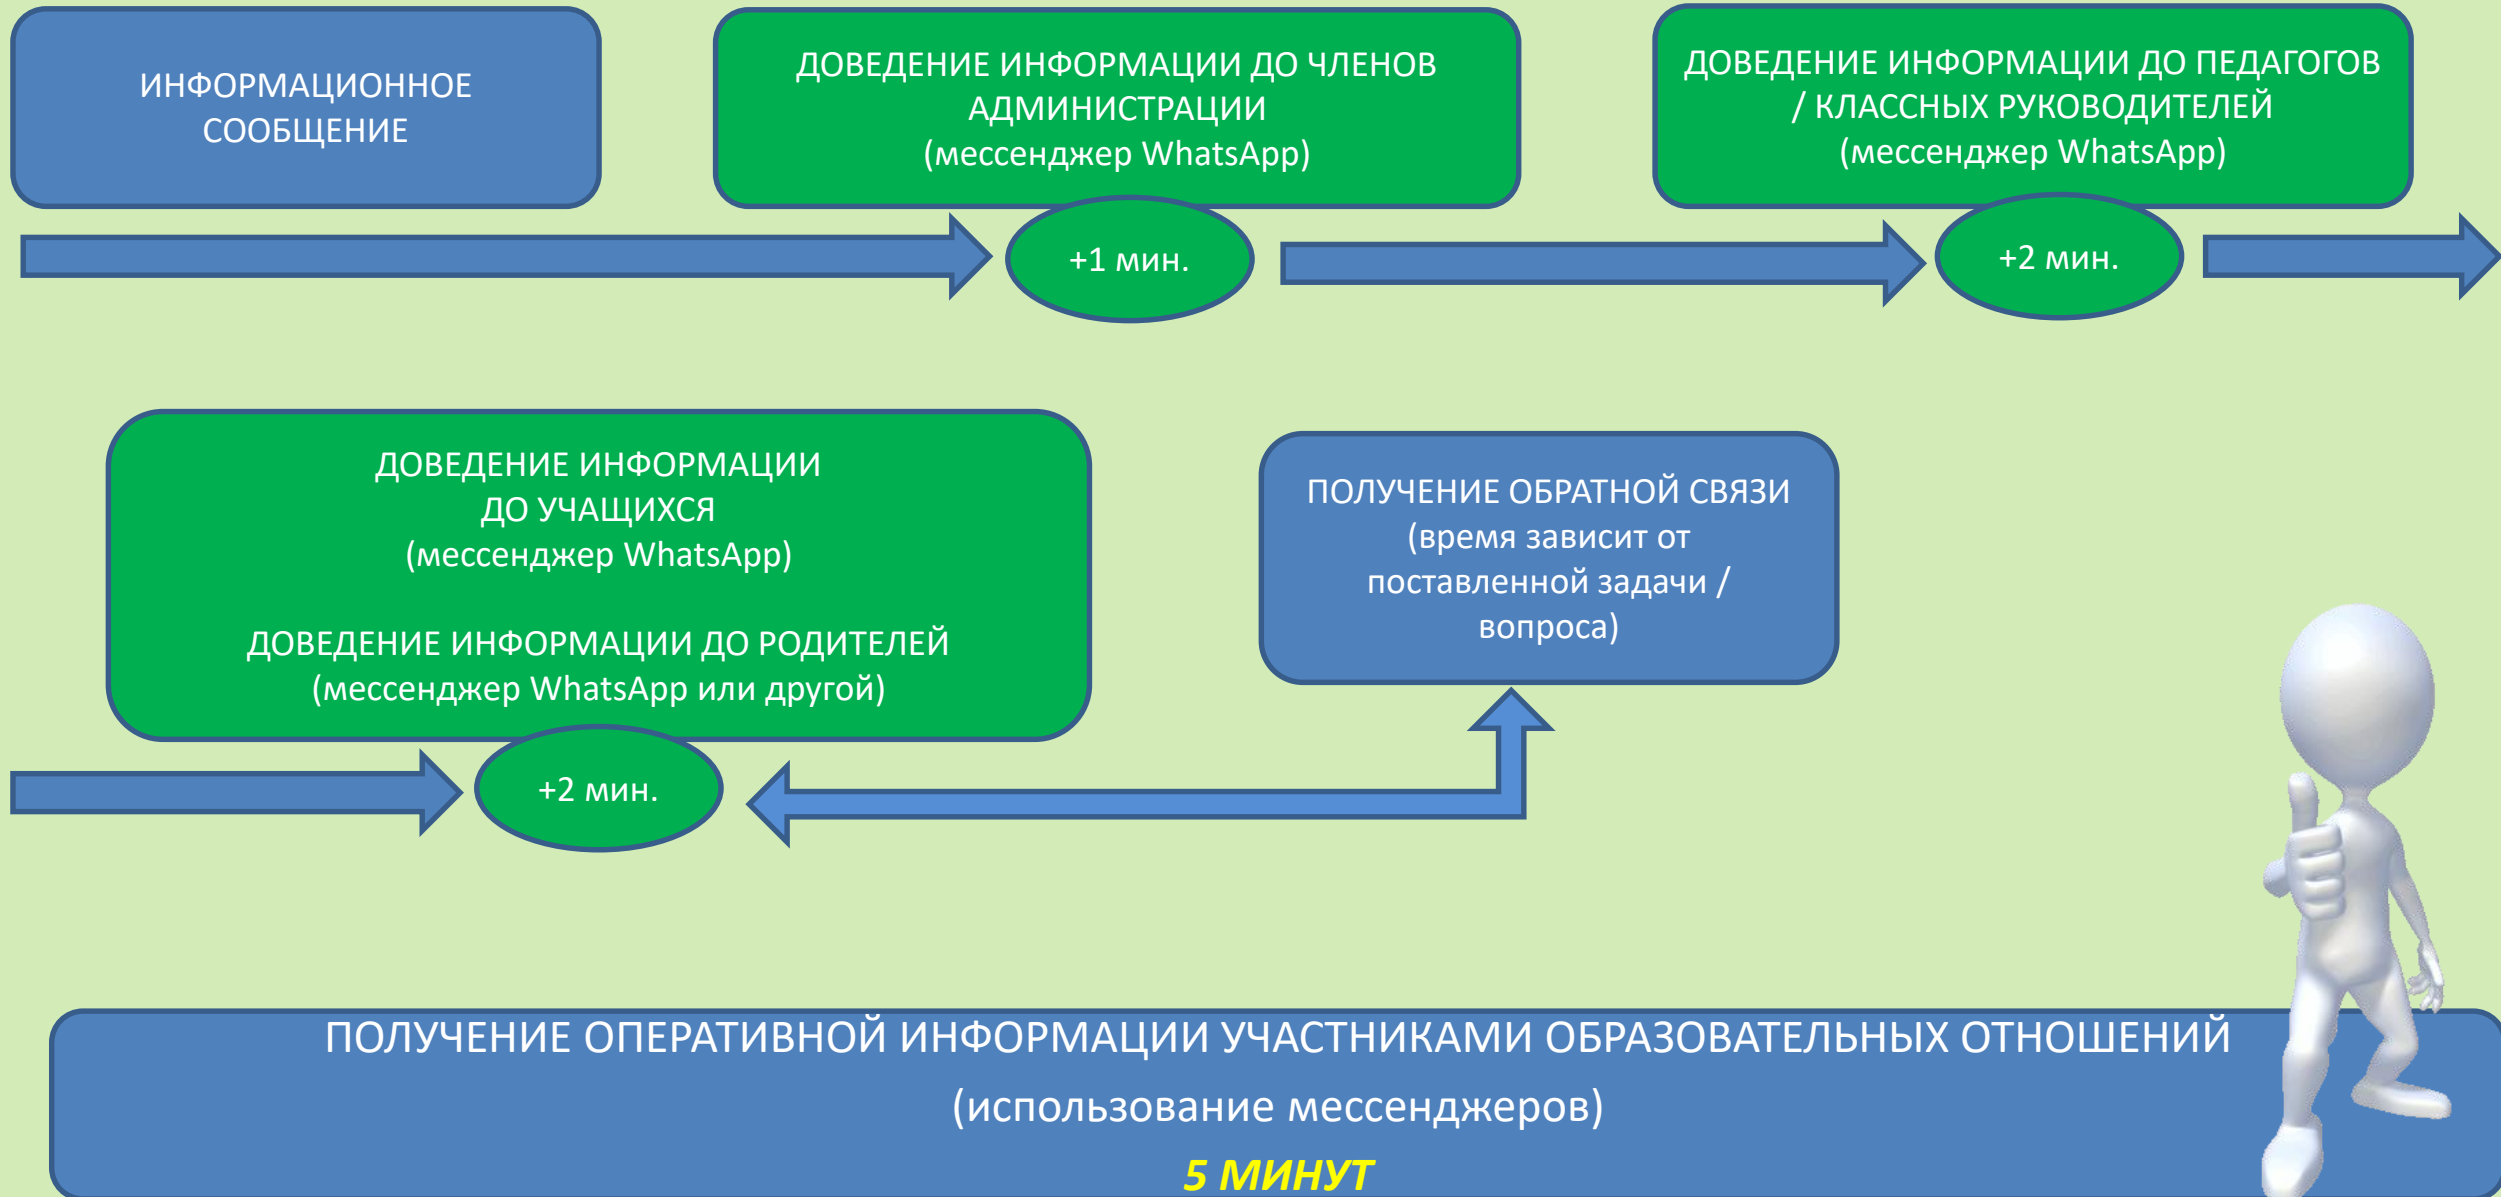 ИНФОРМАЦИОННОЕ
СООБЩЕНИЕ
ДОВЕДЕНИЕ ИНФОРМАЦИИ ДО ЧЛЕНОВ
АДМИНИСТРАЦИИ
(мессенджер WhatsApp)
ДОВЕДЕНИЕ ИНФОРМАЦИИ ДО ПЕДАГОГОВ
/ КЛАССНЫХ РУКОВОДИТЕЛЕЙ
(мессенджер WhatsApp)
+1 мин.
+2 мин.
ДОВЕДЕНИЕ ИНФОРМАЦИИ
ДО УЧАЩИХСЯ
(мессенджер WhatsApp)
ДОВЕДЕНИЕ ИНФОРМАЦИИ ДО РОДИТЕЛЕЙ
(мессенджер WhatsApp или другой)
+2 мин.
ПОЛУЧЕНИЕ ОБРАТНОЙ СВЯЗИ
(время зависит от
поставленной задачи /
вопроса)
ПОЛУЧЕНИЕ ОПЕРАТИВНОЙ ИНФОРМАЦИИ УЧАСТНИКАМИ ОБРАЗОВАТЕЛЬНЫХ ОТНОШЕНИЙ
(использование мессенджеров)
5 МИНУТ